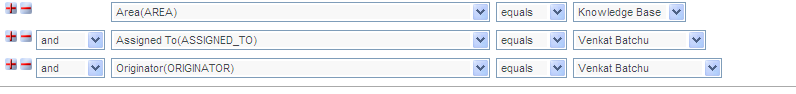 Area(AREA) equals Knowledge Base
and Assigned To(ASSIGNED_TO) equals Venkat Batchu
and Originator(ORIGINATOR) equals Venkat Batchu